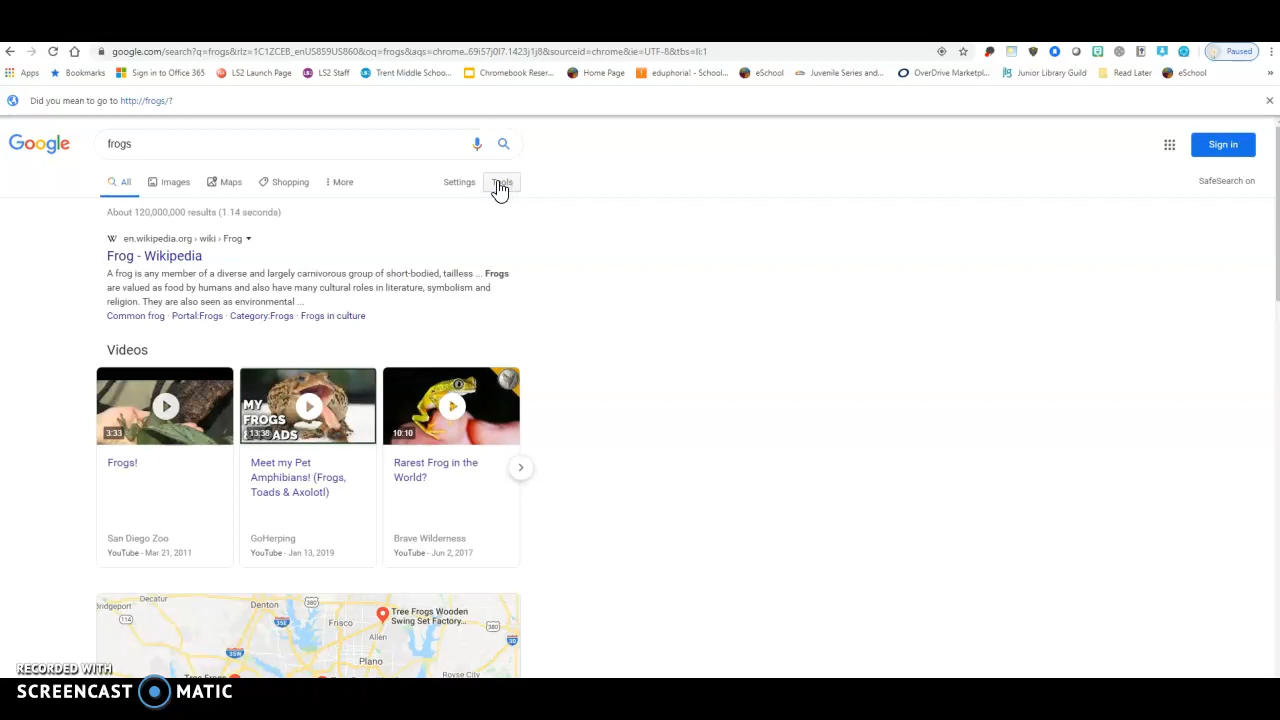 google.com/search?q=frogs&rlz=1C1ZCEB_enUS859US860&oq=frogs&aqs=chrome..69i57j0l7.1423j1j8&sourceid=chrome&ie=UTF-8&tbs=li:1
Paused
Apps Bookmarks Sign in to Office 365 LS2 Launch Page LS2 Staff Trent Middle Schoo... Chromebook Reser... Home Page eduphoria! - School... eSchool Juvenile Series and... OverDrive Marketpl... Junior Library Guild Read Later eSchool »
Did you mean to go to http://frogs/?
Google
frogs
Sign in
All Images Maps Shopping More Settings Tools
SafeSearch on
About 120,000,000 results (1.14 seconds)
W en.wikipedia.org › wiki › Frog
Frog - Wikipedia
A frog is any member of a diverse and largely carnivorous group of short-bodied, tailless ... Frogs
are valued as food by humans and also have many cultural roles in literature, symbolism and
religion. They are also seen as environmental ...
Common frog · Portal:Frogs · Category:Frogs · Frogs in culture
Videos
MY
FROGS
3:33 13:38 10:10
Frogs!
Meet my Pet
Amphibians! (Frogs,
Toads & Axolotl)
Rarest Frog in the
World?
San Diego Zoo
YouTube - Mar 21, 2011
GoHerping
YouTube - Jan 13, 2019
Brave Wilderness
YouTube - Jun 2, 2017
Bridgeport
Decatur
Denton
380
114
35E
Frisco
Tree Frogs Wooden
Swing Set Factory...
Allen
380
30
35W
Plano
Royse City
RECORDED WITH
SCREENCAST MATIC